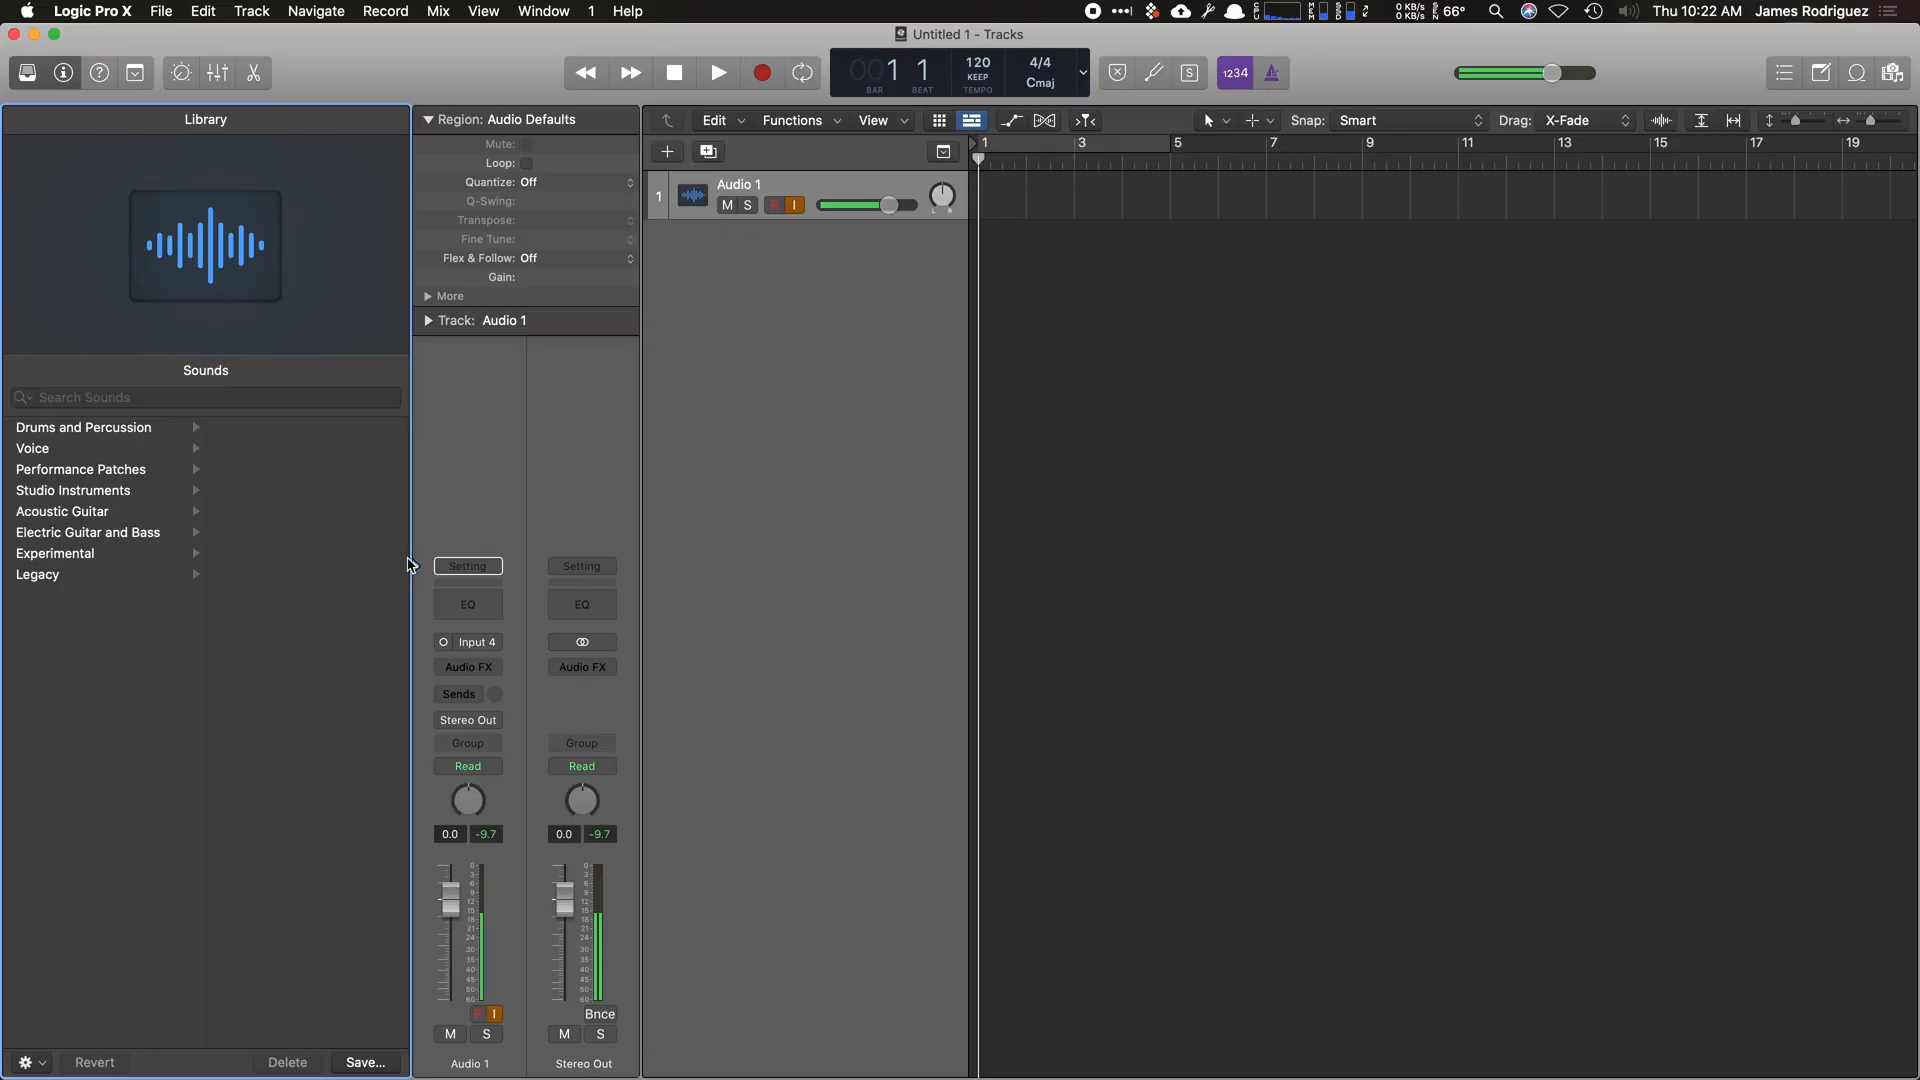 Logic Pro X File Edit Track Navigate Record Mix View Window 1 Help
0 KB/s
0 KB/s
66° Thu 10:22 AM James Rodriguez
Untitled 1 - Tracks
001 1
BAR BEAT
120
KEEP
TEMPO
4/4
Cmaj
S
1234
Library
Sounds
Search Sounds
Drums and Percussion
Voice
Performance Patches
Studio Instruments
Acoustic Guitar
Electric Guitar and Bass
Experimental
Legacy
Revert Delete Save...
Region: Audio Defaults
Mute:
Loop:
Quantize: Off
Q-Swing:
Transpose:
Fine Tune:
Flex & Follow: Off
Gain:
More
Track: Audio 1
Setting Setting
EQ EQ
Input 4
Audio FX Audio FX
Sends
Stereo Out
Group Group
Read Read
0.0 -9.7 0.0 -9.7
R I Bnce
M S M S
Audio 1 Stereo Out
Edit Functions View Snap: Smart Drag: X-Fade
1 3 5 7 9 11 13 15 17 19
1 Audio 1
M S R I
L R